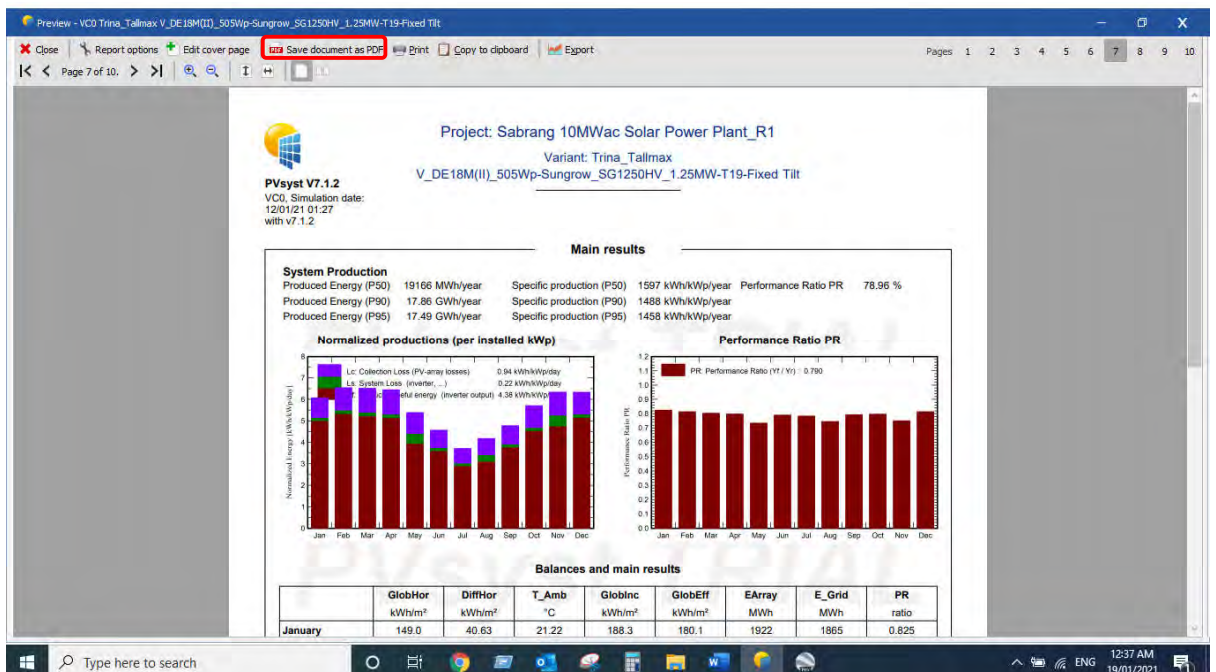 Preview - VC0 Trina_Tallmax V_DE18M(II)_505Wp-Sungrow_SG1250HV_1.25MW-T19-Fixed Tilt
Close Report options Edit cover page Save document as PDF Print Copy to clipboard Export Pages 1 2 3 4 5 6 7 8 9 10
Page 7 of 10.
Project: Sabrang 10MWac Solar Power Plant_R1
Variant: Trina_Tallmax
V_DE18M(II)_505Wp-Sungrow_SG1250HV_1.25MW-T19-Fixed Tilt
PVsyst V7.1.2
VC0, Simulation date:
12/01/21 01:27
with v7.1.2
Main results
System Production
Produced Energy (P50) 19166 MWh/year Specific production (P50) 1597 kWh/kWp/year Performance Ratio PR 78.96 %
Produced Energy (P90) 17.86 GWh/year Specific production (P90) 1488 kWh/kWp/year
Produced Energy (P95) 17.49 GWh/year Specific production (P95) 1458 kWh/kWp/year
Normalized productions (per installed kWp)
Lc: Collection Loss (PV-array losses) 0.94 kWh/kWp/day
Ls: System Loss (inverter, ...) 0.22 kWh/kWp/day
eful energy (inverter output) 4.38 kWh/kWp
Normalized Energy [kWh/kWp/day]
8
7
6
5
4
3
2
1
0
Jan Feb Mar Apr May Jun Jul Aug Sep Oct Nov Dec
Performance Ratio PR
PR: Performance Ratio (Yf / Yr) : 0.790
Performance Ratio PR
1.2
1.1
1.0
0.9
0.8
0.7
0.6
0.5
0.4
0.3
0.2
0.1
0.0
Jan Feb Mar Apr May Jun Jul Aug Sep Oct Nov Dec
PVsyst TRIAL
Balances and main results
GlobHor DiffHor T_Amb GlobInc GlobEff EArray E_Grid PR
kWh/m² kWh/m² °C kWh/m² kWh/m² MWh MWh ratio
January 149.0 40.63 21.22 188.3 180.1 1922 1865 0.825
Type here to search
ENG
12:37 AM
19/01/2021